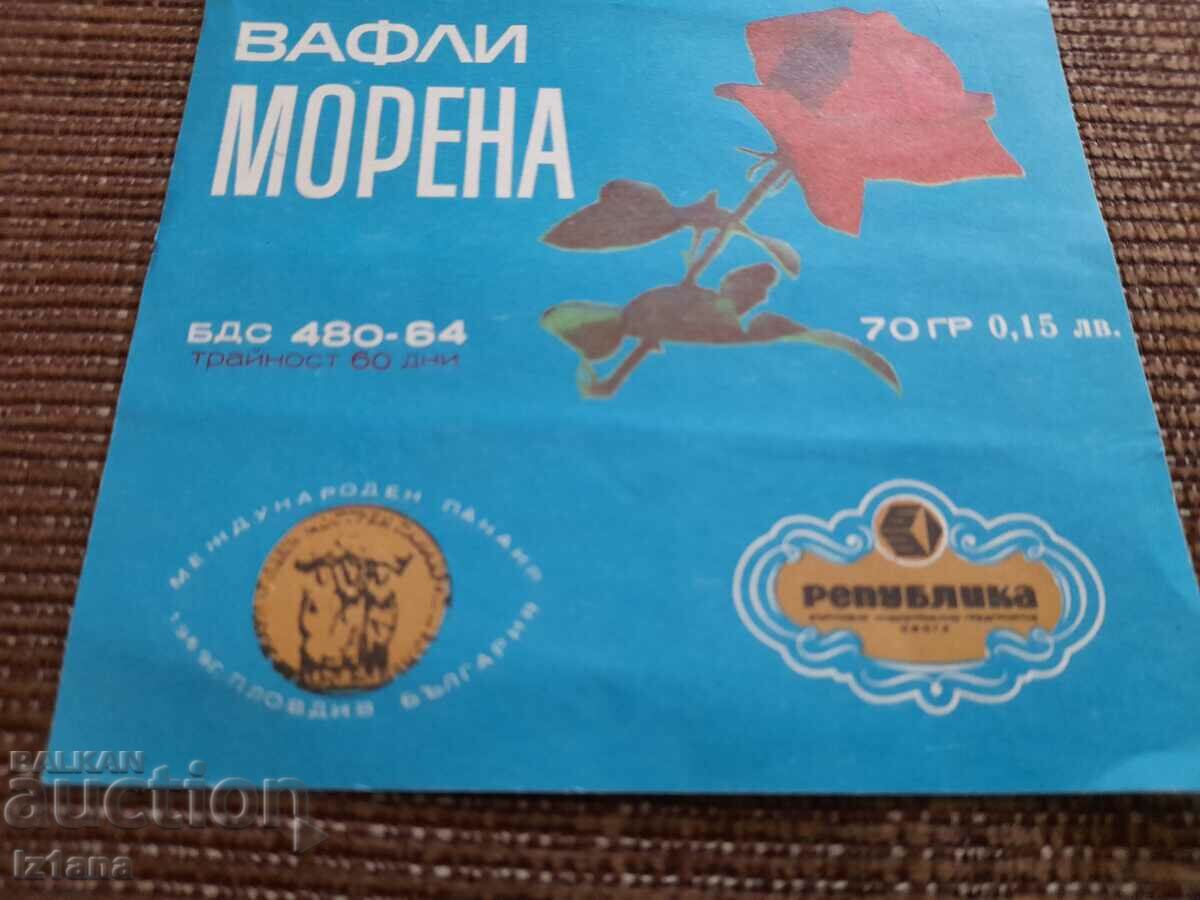 ВАФЛИ
МОРЕНА
БДС 480-64
трайност 60 дни
70 ГР 0,15 лв.
МЕЖДУНАРОДЕН ПАНАИР
1969Г. ПЛОВДИВ БЪЛГАРИЯ
РЕПУБЛИКА
BALKAN
auction
iz1ana